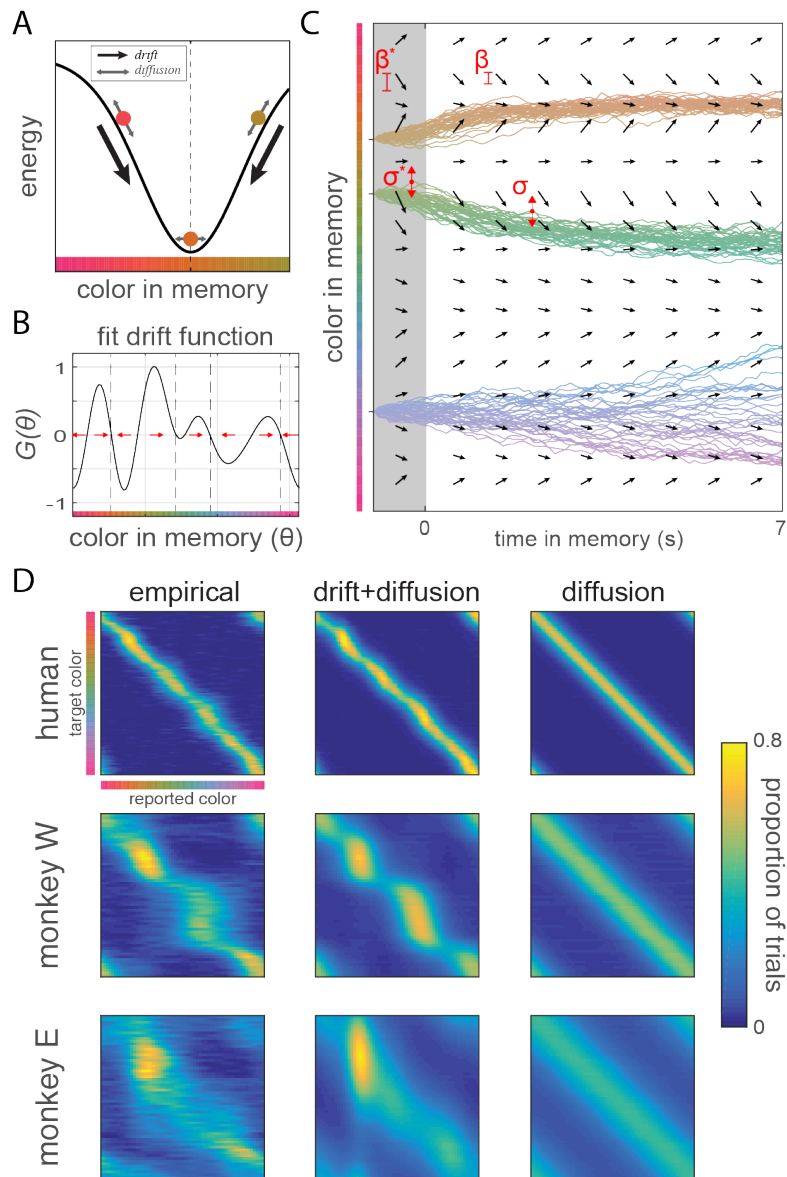 A
drift
diffusion
energy
color in memory
B
fit drift function
1
0
−1
G(θ)
color in memory (θ)
C
β*
β
σ*
σ
color in memory
0
7
time in memory (s)
D
empirical
drift+diffusion
diffusion
human
target color
reported color
monkey W
monkey E
0.8
0
proportion of trials